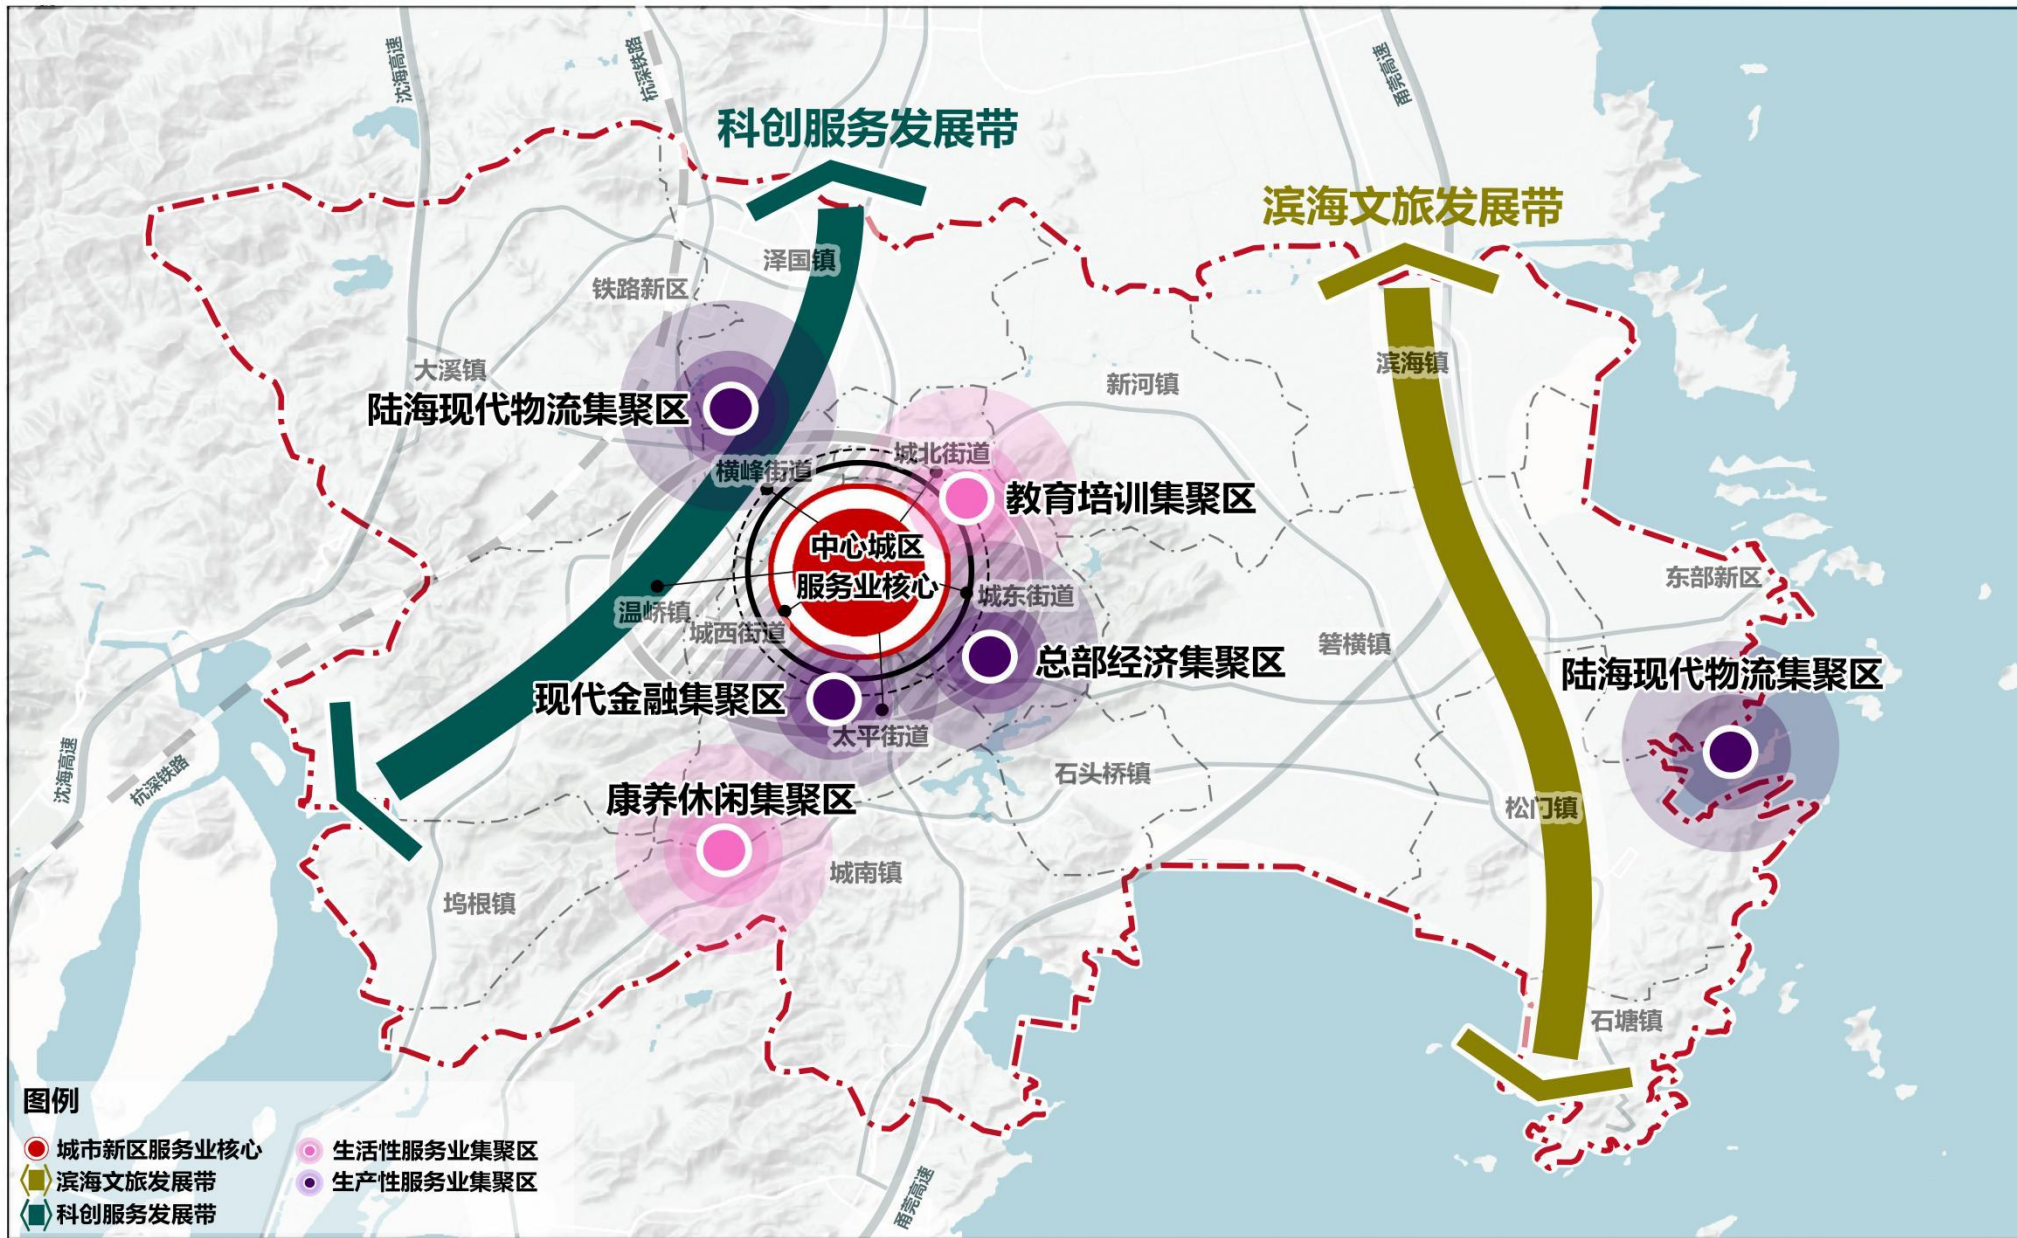 沈海高速
杭深铁路
甬莞高速
科创服务发展带
滨海文旅发展带
泽国镇
铁路新区
大溪镇
滨海镇
新河镇
陆海现代物流集聚区
横峰街道
城北街道
教育培训集聚区
中心城区
服务业核心
东部新区
温峤镇
城西街道
城东街道
箬横镇
总部经济集聚区
陆海现代物流集聚区
现代金融集聚区
太平街道
石头桥镇
沈海高速
杭深铁路
康养休闲集聚区
松门镇
城南镇
坞根镇
石塘镇
甬莞高速
图例
城市新区服务业核心
生活性服务业集聚区
滨海文旅发展带
生产性服务业集聚区
科创服务发展带